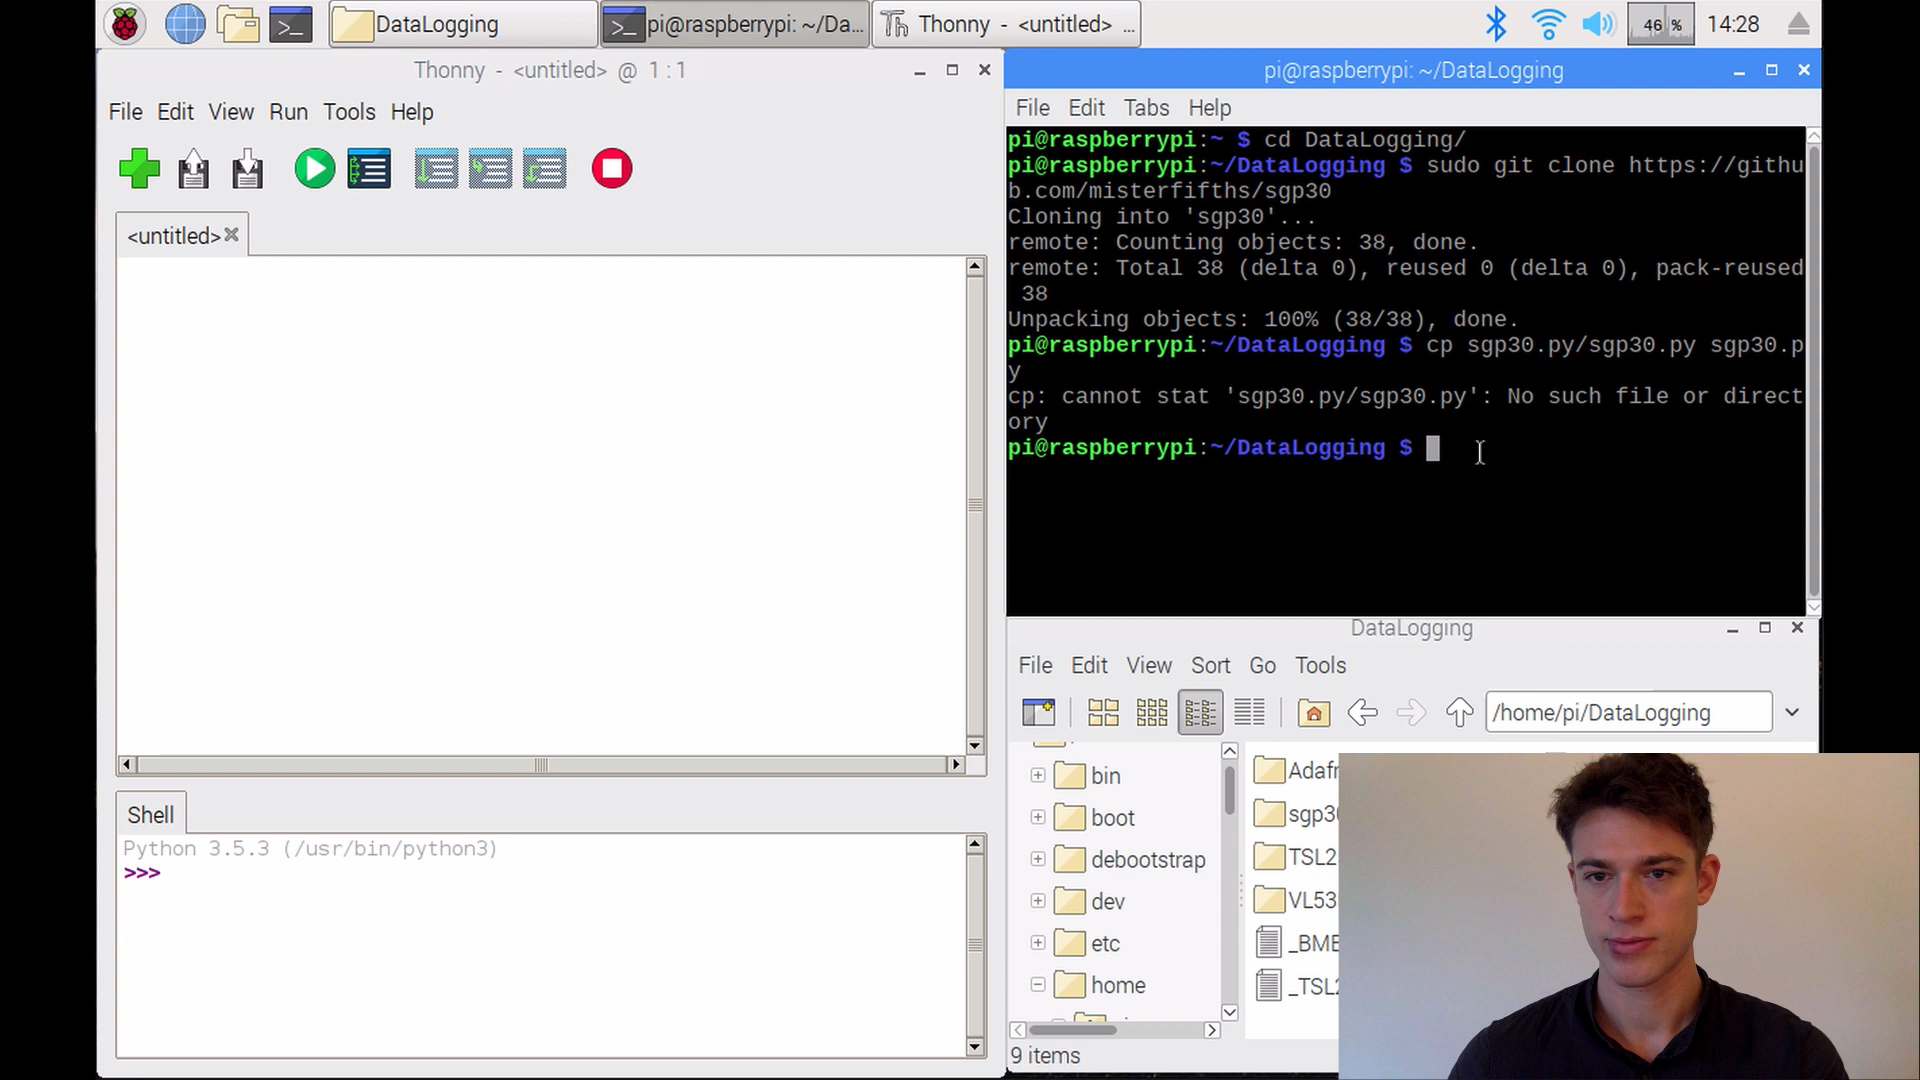 DataLogging
pi@raspberrypi: ~/Da...
Thonny - <untitled> ...
46 %
14:28
Thonny - <untitled> @ 1 : 1
File Edit View Run Tools Help
<untitled>
Shell
Python 3.5.3 (/usr/bin/python3)
>>>
pi@raspberrypi: ~/DataLogging
File Edit Tabs Help
pi@raspberrypi:~ $ cd DataLogging/
pi@raspberrypi:~/DataLogging $ sudo git clone https://githu
b.com/misterfifths/sgp30
Cloning into 'sgp30'...
remote: Counting objects: 38, done.
remote: Total 38 (delta 0), reused 0 (delta 0), pack-reused
38
Unpacking objects: 100% (38/38), done.
pi@raspberrypi:~/DataLogging $ cp sgp30.py/sgp30.py sgp30.p
y
cp: cannot stat 'sgp30.py/sgp30.py': No such file or direct
ory
pi@raspberrypi:~/DataLogging $
DataLogging
File Edit View Sort Go Tools
/home/pi/DataLogging
bin
boot
debootstrap
dev
etc
home
Adafr
sgp30
TSL2
VL53
_BME
_TSL2
9 items